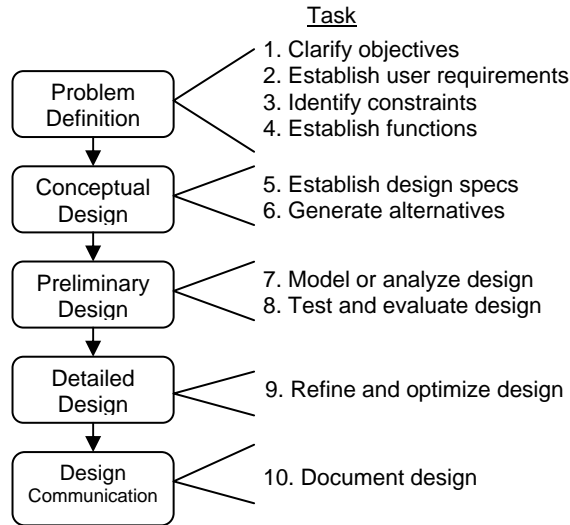 Task
1. Clarify objectives
2. Establish user requirements
3. Identify constraints
4. Establish functions
Problem
Definition
5. Establish design specs
6. Generate alternatives
Conceptual
Design
7. Model or analyze design
8. Test and evaluate design
Preliminary
Design
9. Refine and optimize design
Detailed
Design
10. Document design
Design
Communication